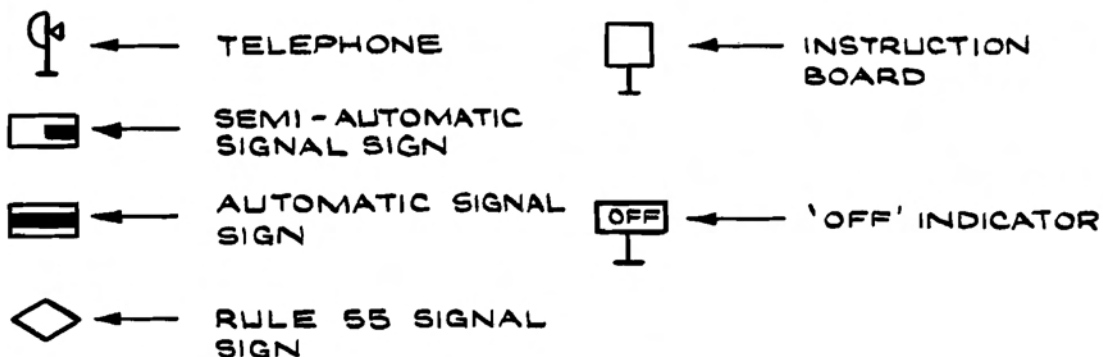 TELEPHONE
SEMI-AUTOMATIC
SIGNAL SIGN
AUTOMATIC SIGNAL
SIGN
RULE 55 SIGNAL
SIGN
INSTRUCTION
BOARD
OFF
'OFF' INDICATOR